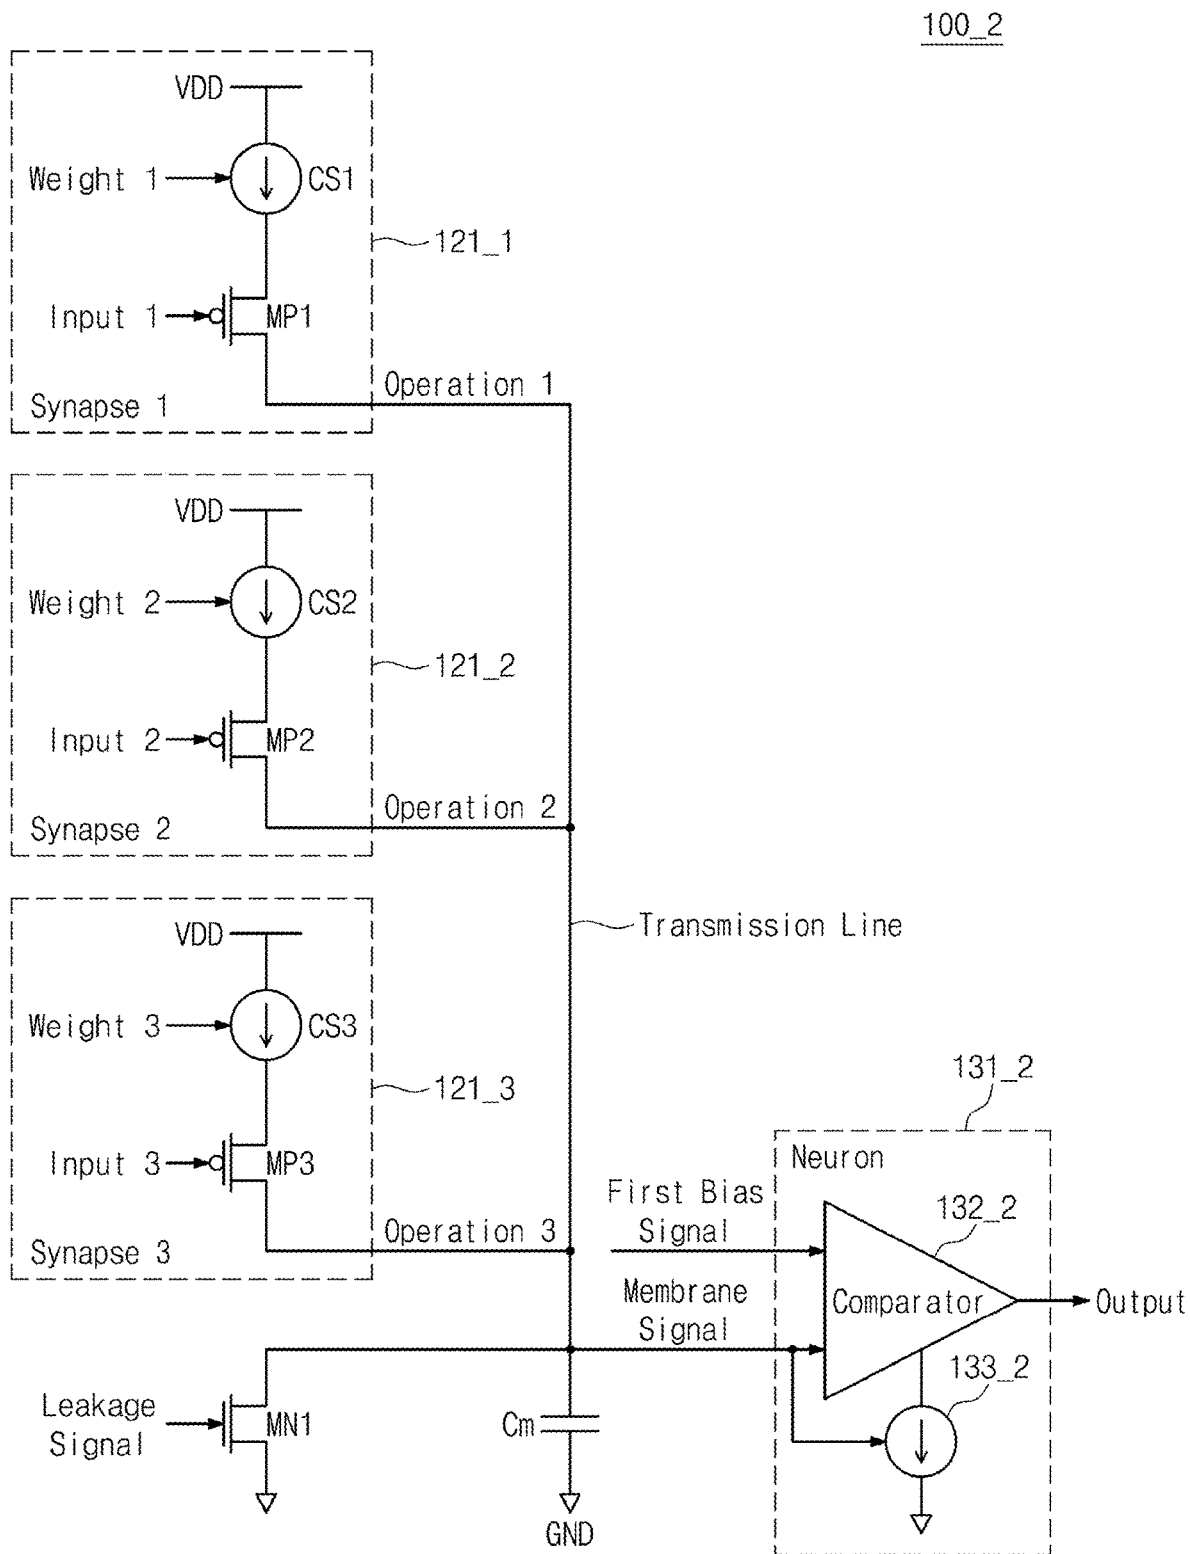 100_2
VDD
Weight 1
CS1
121_1
Input 1
MP1
Operation 1
Synapse 1
VDD
Weight 2
CS2
121_2
Input 2
MP2
Operation 2
Synapse 2
VDD
Transmission Line
Weight 3
CS3
121_3
131_2
Input 3
MP3
Neuron
First Bias
Signal
132_2
Operation 3
Synapse 3
Membrane
Signal
Comparator
Output
133_2
Leakage
Signal
MN1
Cm
GND